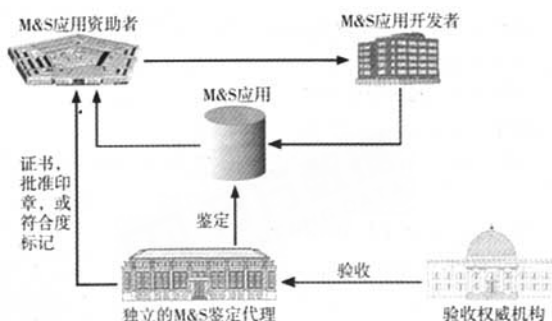 M&S应用资助者
M&S应用开发者
M&S应用
证书，
批准印
章，或
符合度
标记
鉴定
验收
独立的M&S鉴定代理
验收权威机构